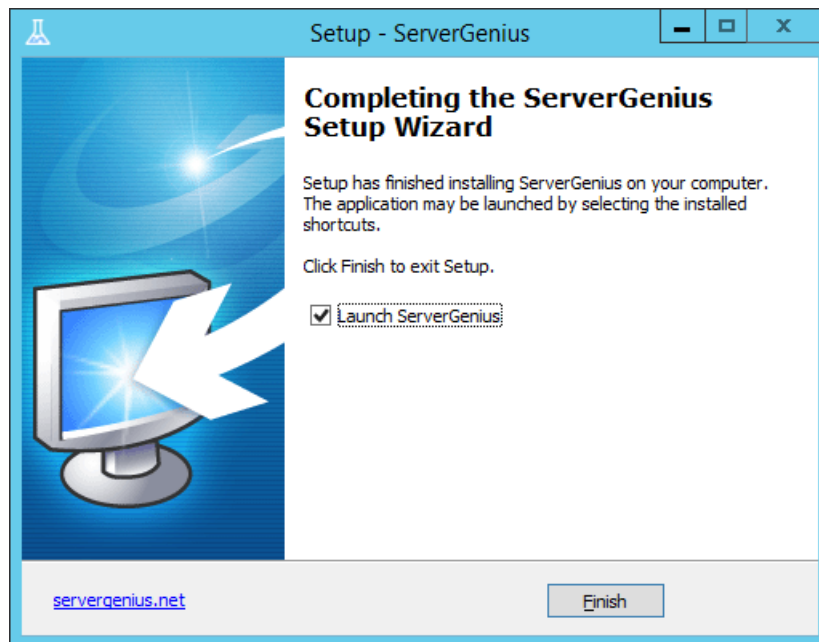 Setup - ServerGenius
Completing the ServerGenius
Setup Wizard
Setup has finished installing ServerGenius on your computer.
The application may be launched by selecting the installed
shortcuts.
Click Finish to exit Setup.
Launch ServerGenius
servergenius.net
Finish